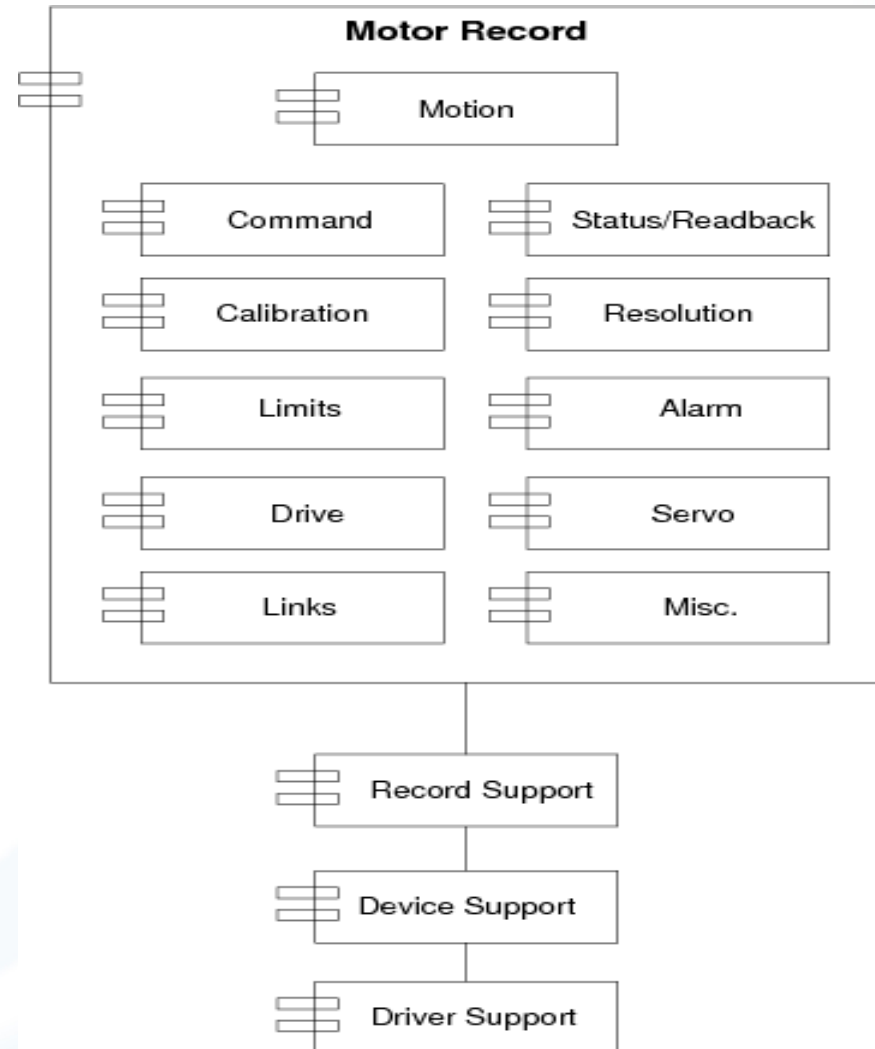 Motor Record
Motion
Command
Status/Readback
Calibration
Resolution
Limits
Alarm
Drive
Servo
Links
Misc.
Record Support
Device Support
Driver Support